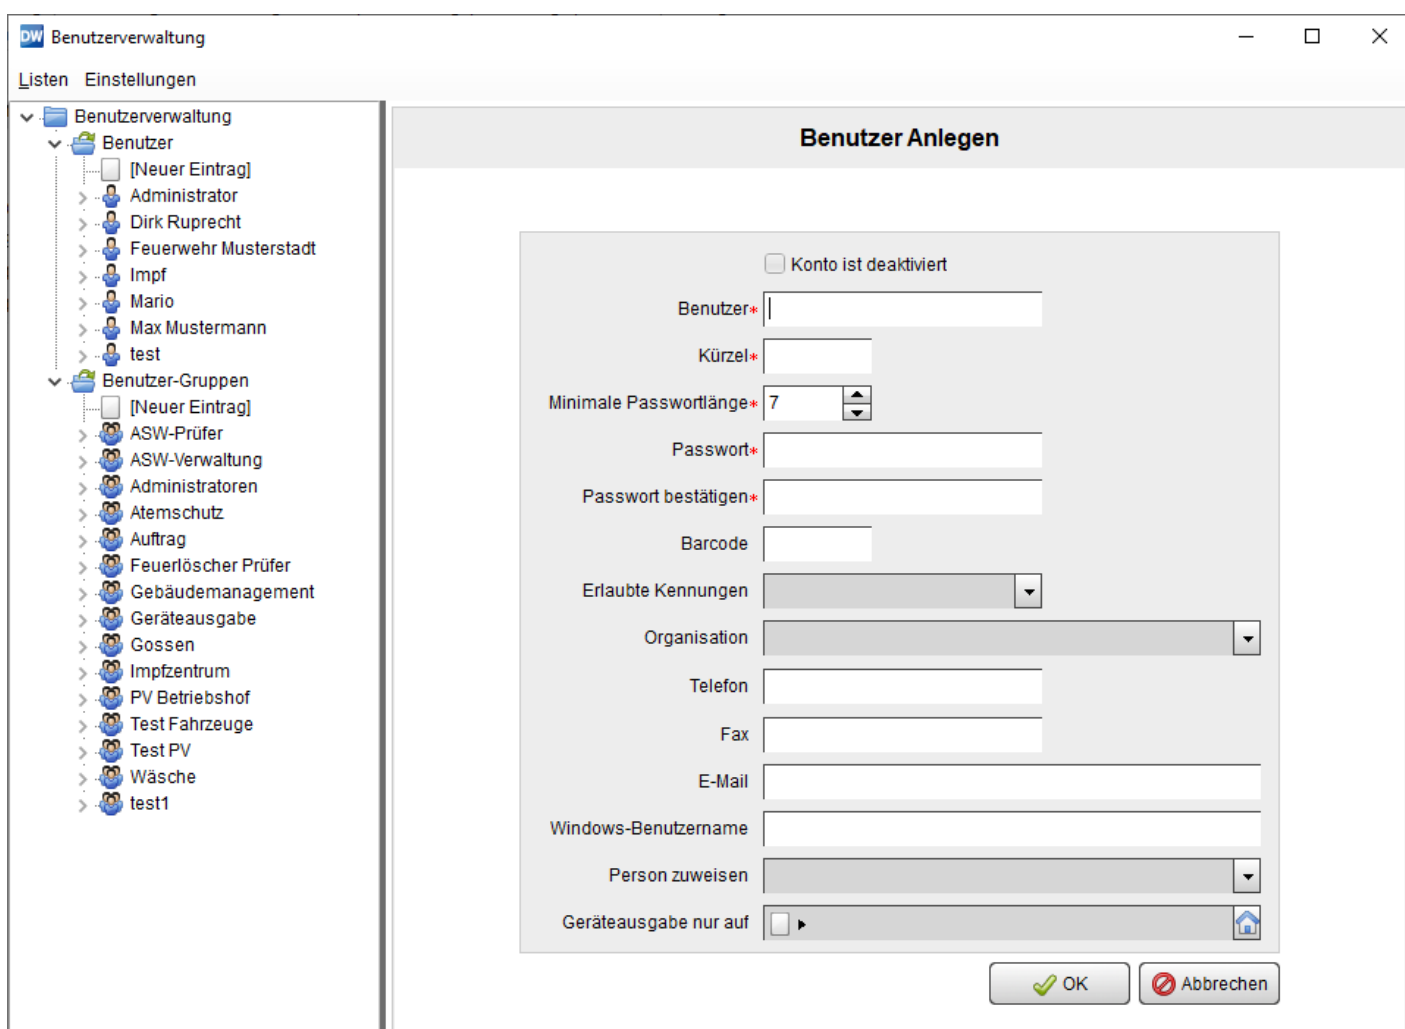 DW Benutzerverwaltung
Listen Einstellungen
Benutzerverwaltung
Benutzer
[Neuer Eintrag]
Administrator
Dirk Ruprecht
Feuerwehr Musterstadt
Impf
Mario
Max Mustermann
test
Benutzer-Gruppen
[Neuer Eintrag]
ASW-Prüfer
ASW-Verwaltung
Administratoren
Atemschutz
Auftrag
Feuerlöscher Prüfer
Gebäudemanagement
Geräteausgabe
Gossen
Impfzentrum
PV Betriebshof
Test Fahrzeuge
Test PV
Wäsche
test1
Benutzer Anlegen
Konto ist deaktiviert
Benutzer*
Kürzel*
Minimale Passwortlänge* 7
Passwort*
Passwort bestätigen*
Barcode
Erlaubte Kennungen
Organisation
Telefon
Fax
E-Mail
Windows-Benutzername
Person zuweisen
Geräteausgabe nur auf
OK Abbrechen